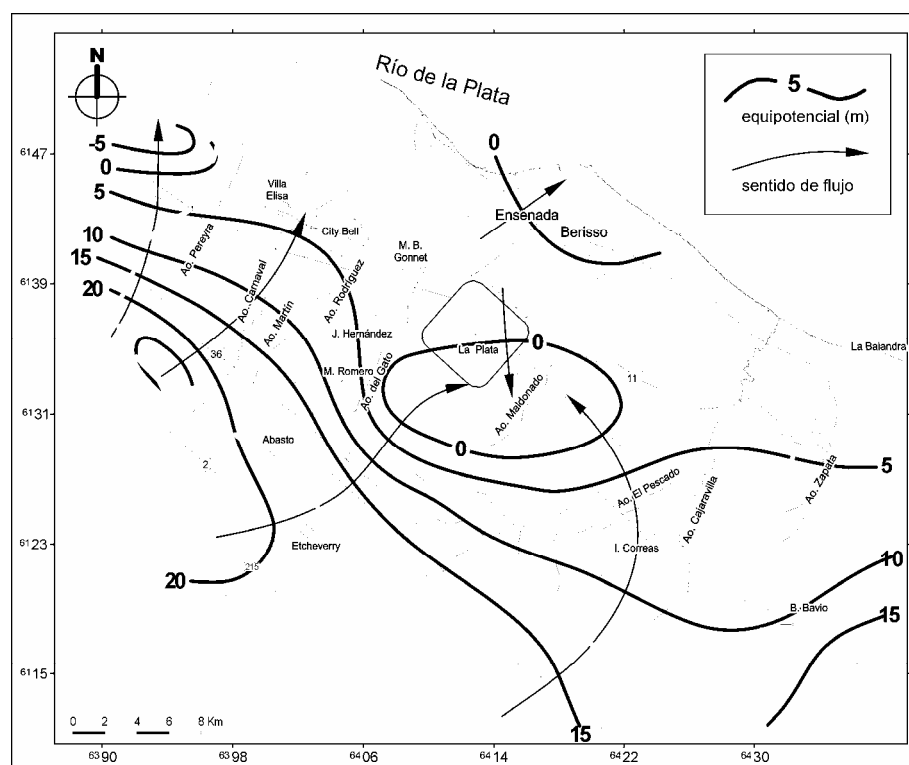 N
Río de la Plata
5
equipotencial (m)
sentido de flujo
0
6147
-5
0
5
Villa
Elisa
Ensenada
Berisso
City Bell
M. B.
Gonnet
10
15
20
Ao. Pereyra
Ao. Carnaval
Ao. Martín
Ao. Rodríguez
6139
J. Hernández
La Plata
0
La Balandra
36
M. Romero
Ao. del Gato
11
Ao. Maldonado
6131
Abasto
0
2
5
Ao. El Pescado
Ao. Cajaravilla
Ao. Zapata
6123
Etcheverry
I. Correas
10
215
20
B. Bavio
15
6115
15
0 2 4 6 8 Km
6390 6398 6406 6414 6422 6430